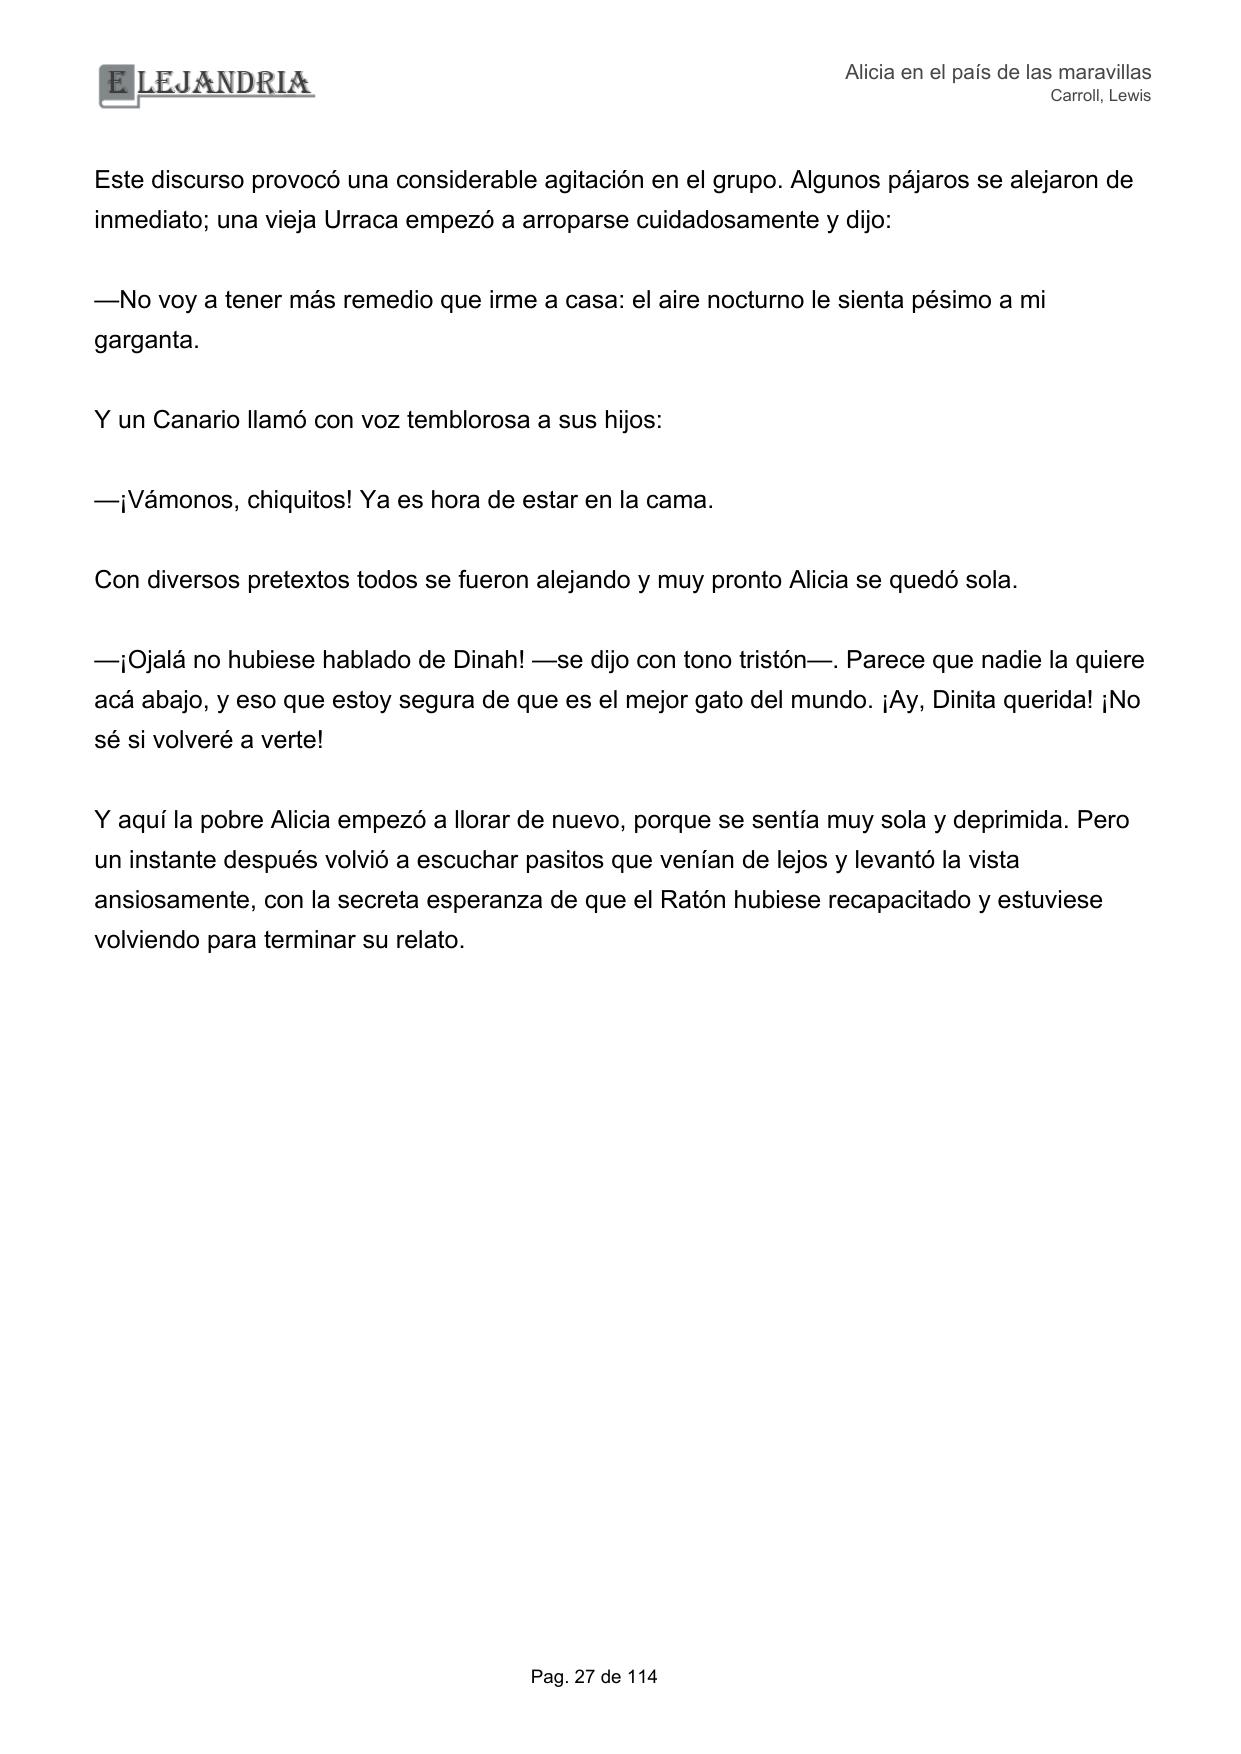 ELEJANDRIA
Alicia en el país de las maravillas
Carroll, Lewis
Este discurso provocó una considerable agitación en el grupo. Algunos pájaros se alejaron de
inmediato; una vieja Urraca empezó a arroparse cuidadosamente y dijo:
—No voy a tener más remedio que irme a casa: el aire nocturno le sienta pésimo a mi
garganta.
Y un Canario llamó con voz temblorosa a sus hijos:
—¡Vámonos, chiquitos! Ya es hora de estar en la cama.
Con diversos pretextos todos se fueron alejando y muy pronto Alicia se quedó sola.
—¡Ojalá no hubiese hablado de Dinah! —se dijo con tono tristón—. Parece que nadie la quiere
acá abajo, y eso que estoy segura de que es el mejor gato del mundo. ¡Ay, Dinita querida! ¡No
sé si volveré a verte!
Y aquí la pobre Alicia empezó a llorar de nuevo, porque se sentía muy sola y deprimida. Pero
un instante después volvió a escuchar pasitos que venían de lejos y levantó la vista
ansiosamente, con la secreta esperanza de que el Ratón hubiese recapacitado y estuviese
volviendo para terminar su relato.
Pag. 27 de 114